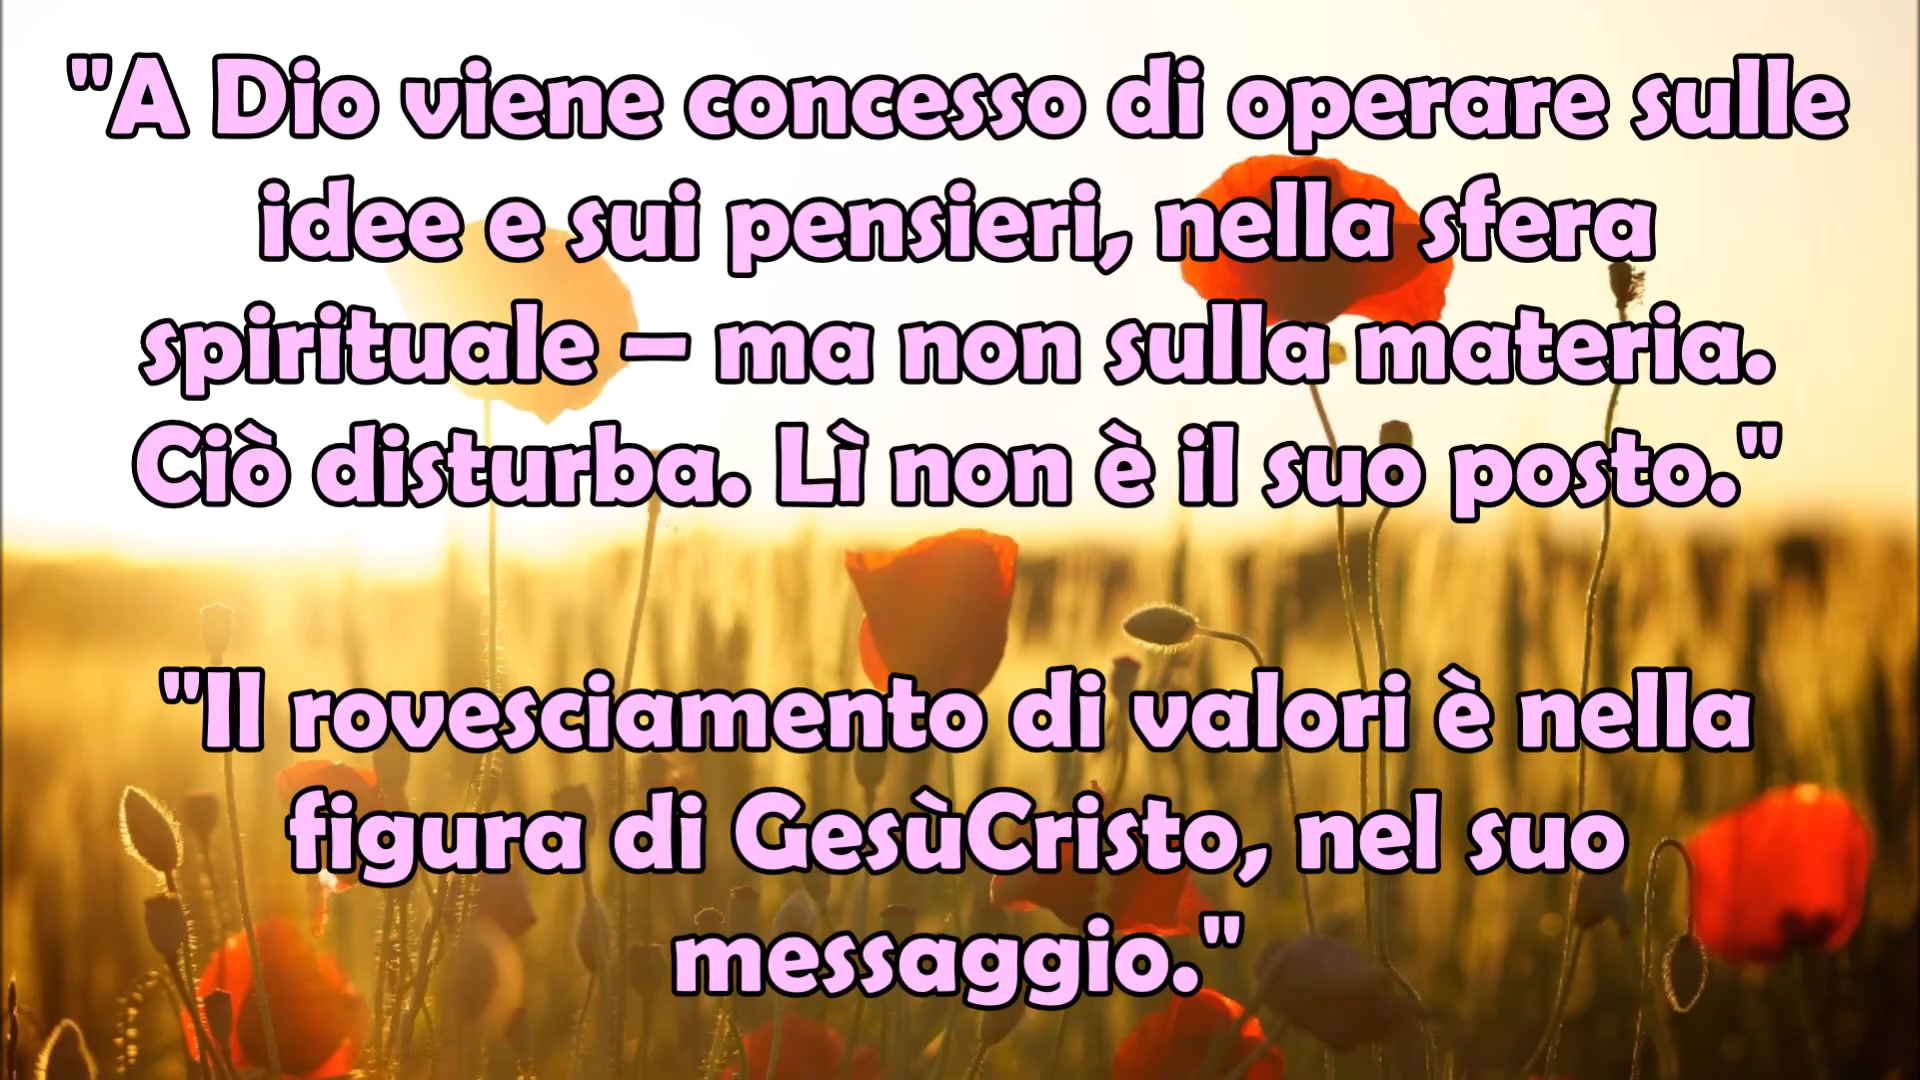 "A Dio viene concesso di operare sulle
idee e sui pensieri, nella sfera
spirituale – ma non sulla materia.
Ciò disturba. Lì non è il suo posto."
"Il rovesciamento di valori è nella
figura di GesùCristo, nel suo
messaggio."